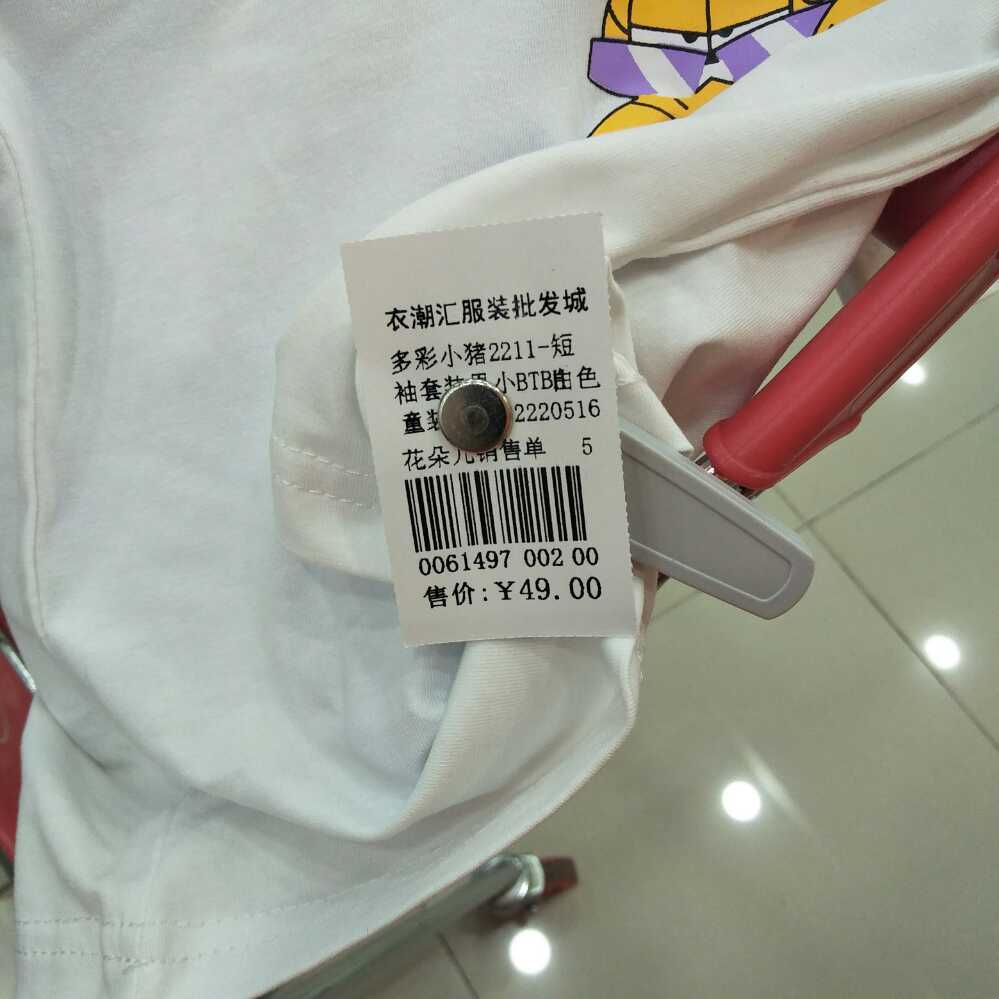 衣潮汇服装批发城
多彩小猪2211-短
袖套装男小BTB白色
童装 2220516
花朵儿销售单 5
0061497 002 00
售价:¥49.00